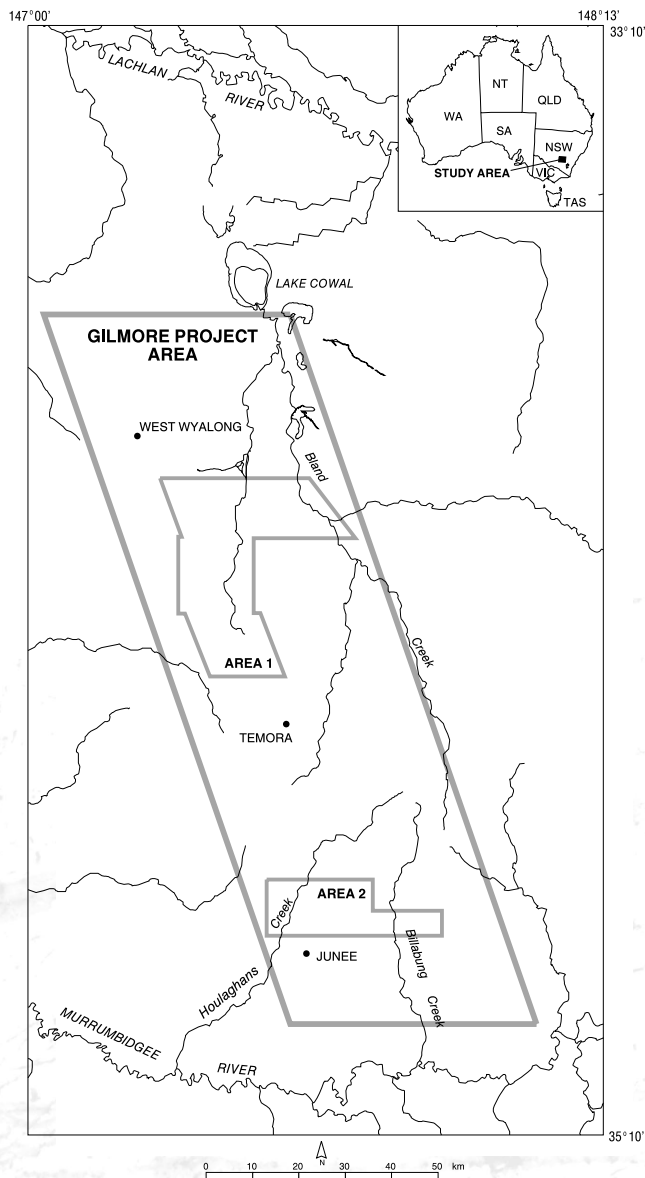 147°00'
148°13'
33°10'
LACHLAN
RIVER
NT
QLD
WA
SA
NSW
STUDY AREA
VIC
TAS
LAKE COWAL
GILMORE PROJECT
AREA
WEST WYALONG
Bland
Creek
AREA 1
TEMORA
AREA 2
Creek
JUNEE
Billabung
Houlaghans
Creek
MURRUMBIDGEE
RIVER
35°10'
N
0 10 20 30 40 50 km